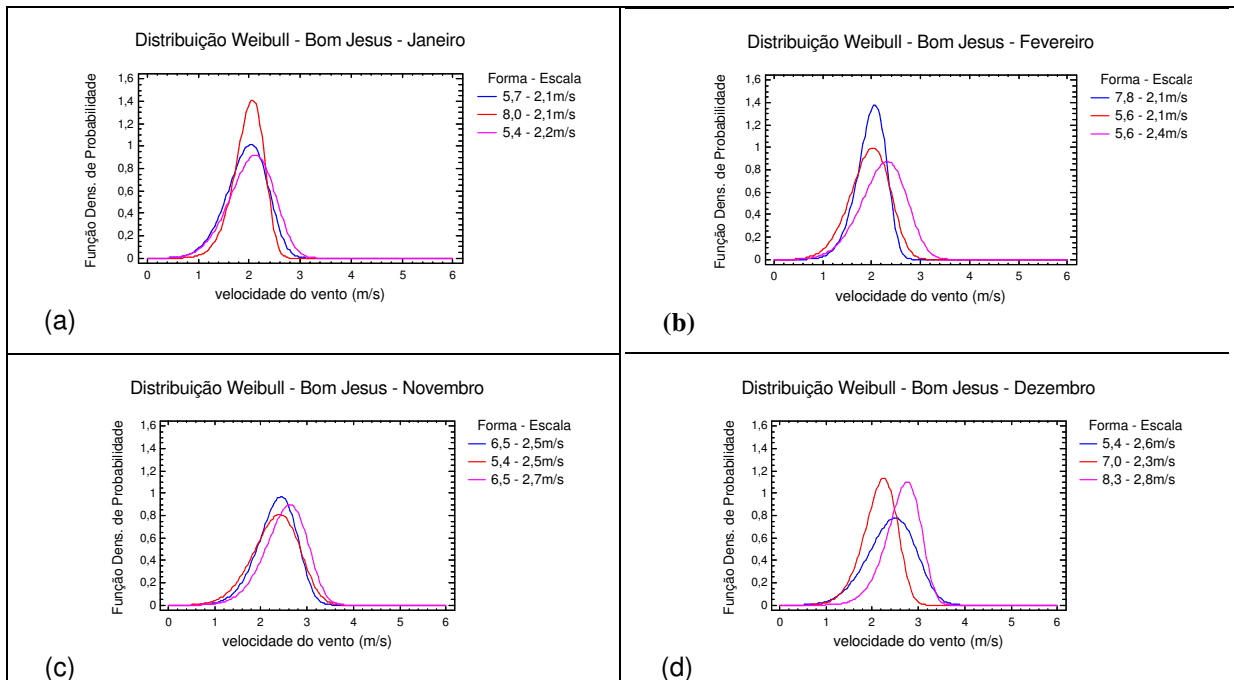 Distribuição Weibull - Bom Jesus - Janeiro
Forma - Escala
5,7 - 2,1m/s
8,0 - 2,1m/s
5,4 - 2,2m/s
Função Dens. de Probabilidade
1,6
1,4
1,2
1
0,8
0,6
0,4
0,2
0
0 1 2 3 4 5 6
velocidade do vento (m/s)
(a)
Distribuição Weibull - Bom Jesus - Fevereiro
Forma - Escala
7,8 - 2,1m/s
5,6 - 2,1m/s
5,6 - 2,4m/s
Função Dens. de Probabilidade
1,6
1,4
1,2
1
0,8
0,6
0,4
0,2
0
0 1 2 3 4 5 6
velocidade do vento (m/s)
(b)
Distribuição Weibull - Bom Jesus - Novembro
Forma - Escala
6,5 - 2,5m/s
5,4 - 2,5m/s
6,5 - 2,7m/s
Função Dens. de Probabilidade
1,6
1,4
1,2
1
0,8
0,6
0,4
0,2
0
0 1 2 3 4 5 6
velocidade do vento (m/s)
(c)
Distribuição Weibull - Bom Jesus - Dezembro
Forma - Escala
5,4 - 2,6m/s
7,0 - 2,3m/s
8,3 - 2,8m/s
Função Dens. de Probabilidade
1,6
1,4
1,2
1
0,8
0,6
0,4
0,2
0
0 1 2 3 4 5 6
velocidade do vento (m/s)
(d)